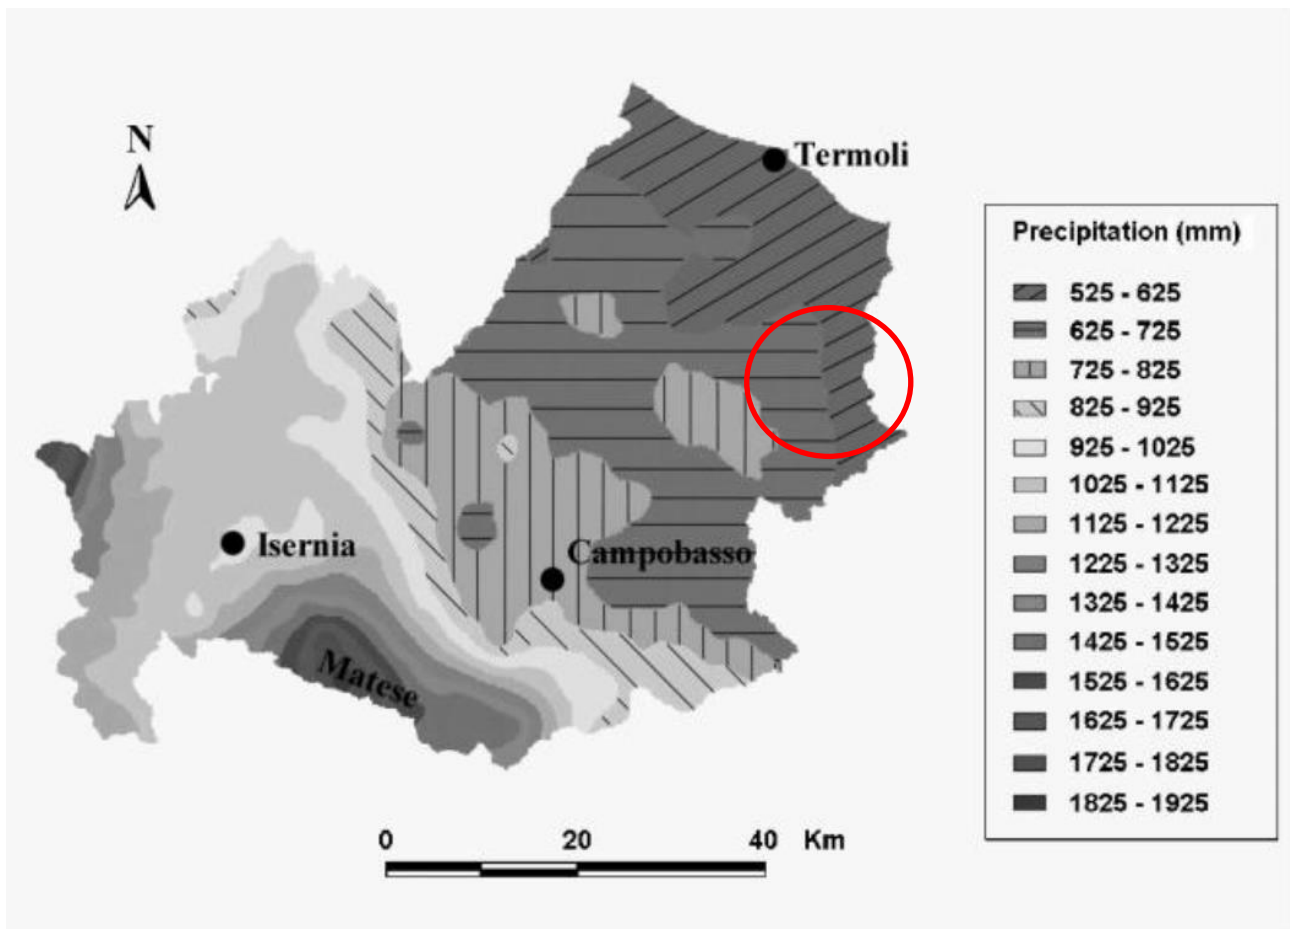 N
Termoli
Precipitation (mm)
525 - 625
625 - 725
725 - 825
825 - 925
925 - 1025
1025 - 1125
1125 - 1225
1225 - 1325
1325 - 1425
1425 - 1525
1525 - 1625
1625 - 1725
1725 - 1825
1825 - 1925
Isernia
Campobasso
Matese
0 20 40 Km